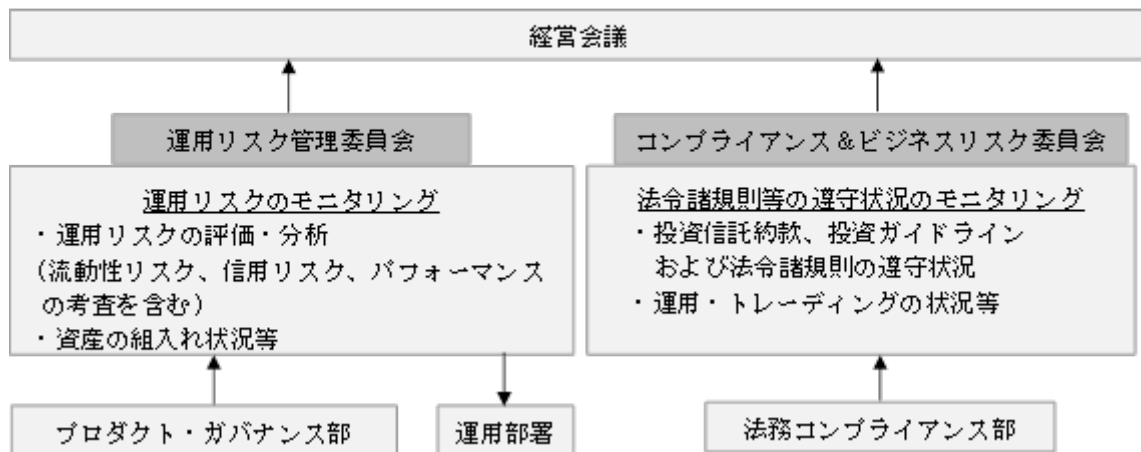 経営会議
運用リスク管理委員会
運用リスクのモニタリング
・運用リスクの評価・分析
(流動性リスク、信用リスク、パフォーマンス
の考査を含む)
・資産の組入れ状況等
コンプライアンス&ビジネスリスク委員会
法令諸規則等の遵守状況のモニタリング
・投資信託約款、投資ガイドライン
および法令諸規則の遵守状況
・運用・トレーディングの状況等
プロダクト・ガバナンス部
運用部署
法務コンプライアンス部